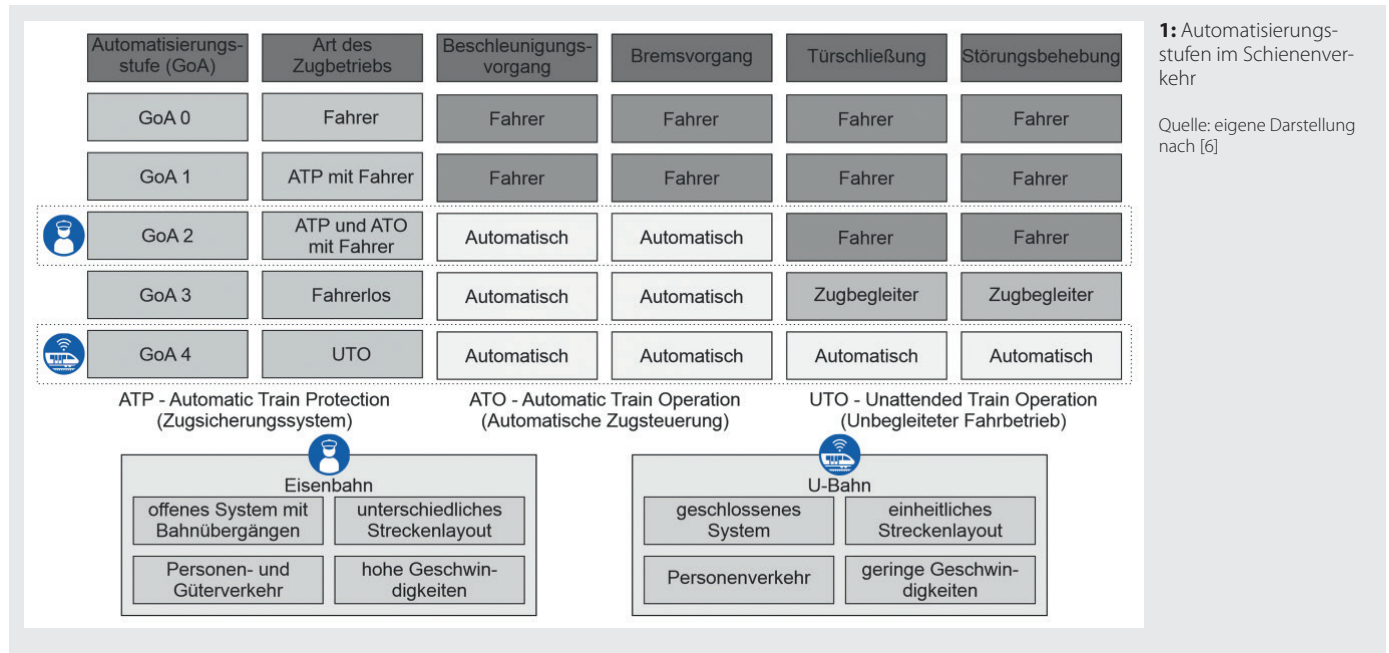 Automatisierungs-
stufe (GoA)
Art des
Zugbetriebs
Beschleunigungs-
vorgang
Bremsvorgang
Türschließung
Störungsbehebung
GoA 0
Fahrer
Fahrer
Fahrer
Fahrer
Fahrer
GoA 1
ATP mit Fahrer
Fahrer
Fahrer
Fahrer
Fahrer
GoA 2
ATP und ATO
mit Fahrer
Automatisch
Automatisch
Fahrer
Fahrer
GoA 3
Fahrerlos
Automatisch
Automatisch
Zugbegleiter
Zugbegleiter
GoA 4
UTO
Automatisch
Automatisch
Automatisch
Automatisch
ATP - Automatic Train Protection
(Zugsicherungssystem)
ATO - Automatic Train Operation
(Automatische Zugsteuerung)
UTO - Unattended Train Operation
(Unbegleiteter Fahrbetrieb)
Eisenbahn
offenes System mit
Bahnübergängen
unterschiedliches
Streckenlayout
Personen- und
Güterverkehr
hohe Geschwin-
digkeiten
U-Bahn
geschlossenes
System
einheitliches
Streckenlayout
Personenverkehr
geringe Geschwin-
digkeiten
1: Automatisierungs-
stufen im Schienenver-
kehr
Quelle: eigene Darstellung
nach [6]